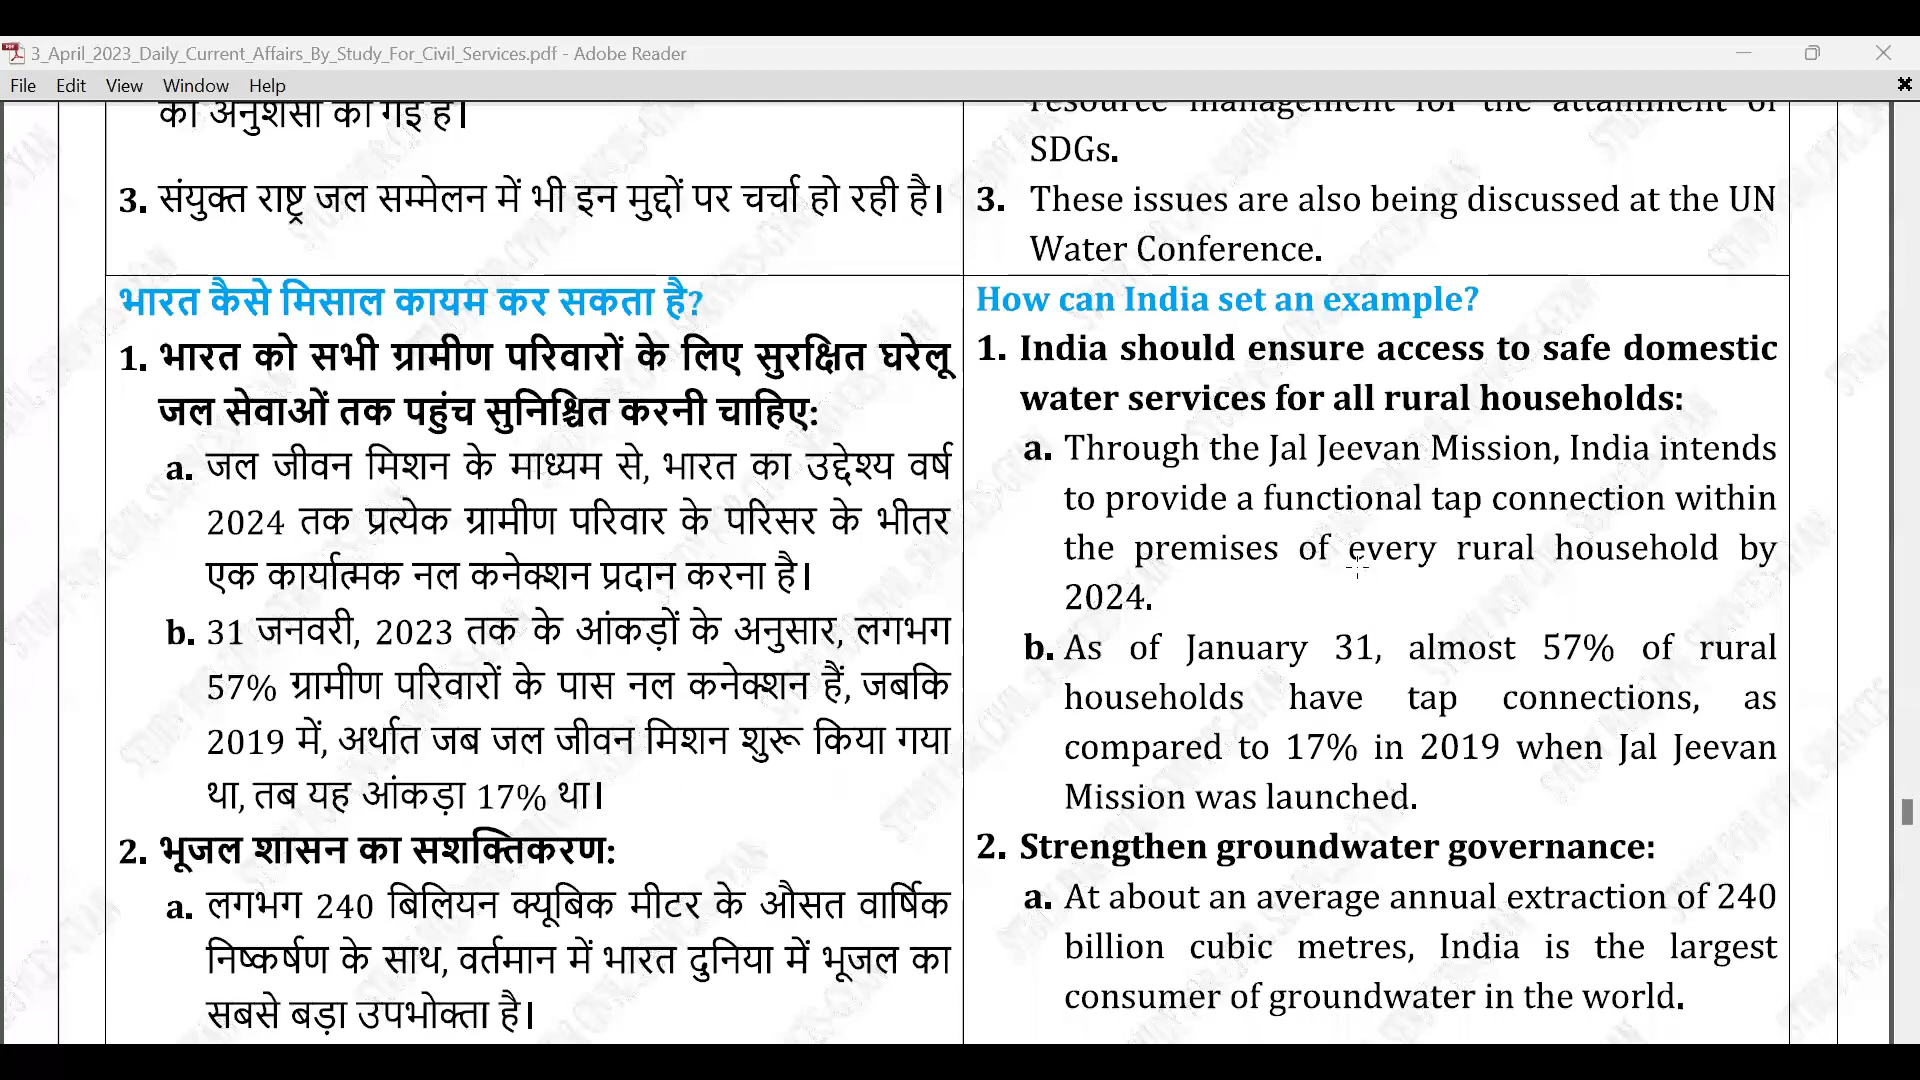 3_April_2023_Daily_Current_Affairs_By_Study_For_Civil_Services.pdf - Adobe Reader
File Edit View Window Help
की अनुशंसा की गई है।
3. संयुक्त राष्ट्र जल सम्मेलन में भी इन मुद्दों पर चर्चा हो रही है।
भारत कैसे मिसाल कायम कर सकता है?
1. भारत को सभी ग्रामीण परिवारों के लिए सुरक्षित घरेलू
जल सेवाओं तक पहुंच सुनिश्चित करनी चाहिए:
a. जल जीवन मिशन के माध्यम से, भारत का उद्देश्य वर्ष
2024 तक प्रत्येक ग्रामीण परिवार के परिसर के भीतर
एक कार्यात्मक नल कनेक्शन प्रदान करना है।
b. 31 जनवरी, 2023 तक के आंकड़ों के अनुसार, लगभग
57% ग्रामीण परिवारों के पास नल कनेक्शन हैं, जबकि
2019 में, अर्थात जब जल जीवन मिशन शुरू किया गया
था, तब यह आंकड़ा 17% था।
2. भूजल शासन का सशक्तिकरण:
a. लगभग 240 बिलियन क्यूबिक मीटर के औसत वार्षिक
निष्कर्षण के साथ, वर्तमान में भारत दुनिया में भूजल का
सबसे बड़ा उपभोक्ता है।
resource management for the attainment of
SDGs.
3. These issues are also being discussed at the UN
Water Conference.
How can India set an example?
1. India should ensure access to safe domestic
water services for all rural households:
a. Through the Jal Jeevan Mission, India intends
to provide a functional tap connection within
the premises of every rural household by
2024.
b. As of January 31, almost 57% of rural
households have tap connections, as
compared to 17% in 2019 when Jal Jeevan
Mission was launched.
2. Strengthen groundwater governance:
a. At about an average annual extraction of 240
billion cubic metres, India is the largest
consumer of groundwater in the world.